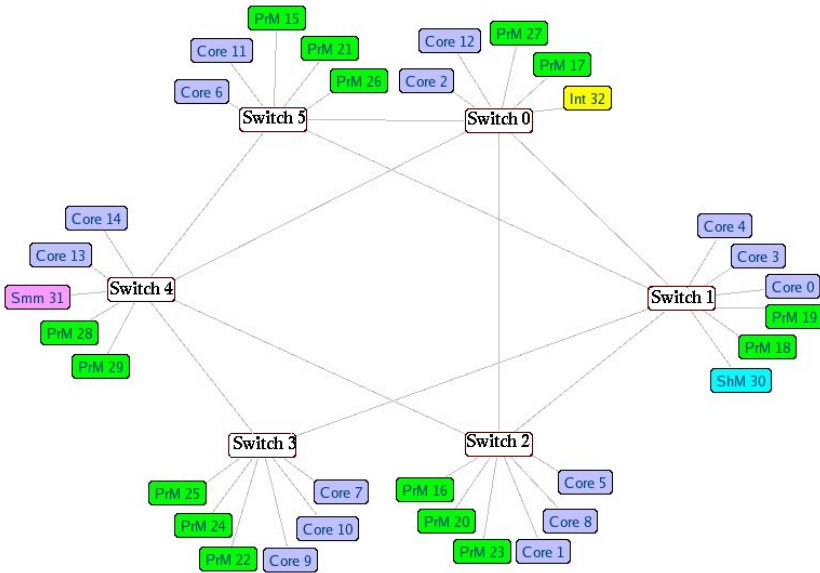 PrM 15
Core 11
PrM 21
Core 6
PrM 26
Switch 5
Core 12
PrM 27
Core 2
PrM 17
Int 32
Switch 0
Core 14
Core 13
Smm 31
Switch 4
PrM 28
PrM 29
Core 4
Core 3
Core 0
Switch 1
PrM 19
PrM 18
ShM 30
Switch 3
PrM 25
Core 7
PrM 24
Core 10
PrM 22
Core 9
Switch 2
PrM 16
Core 5
PrM 20
Core 8
PrM 23
Core 1